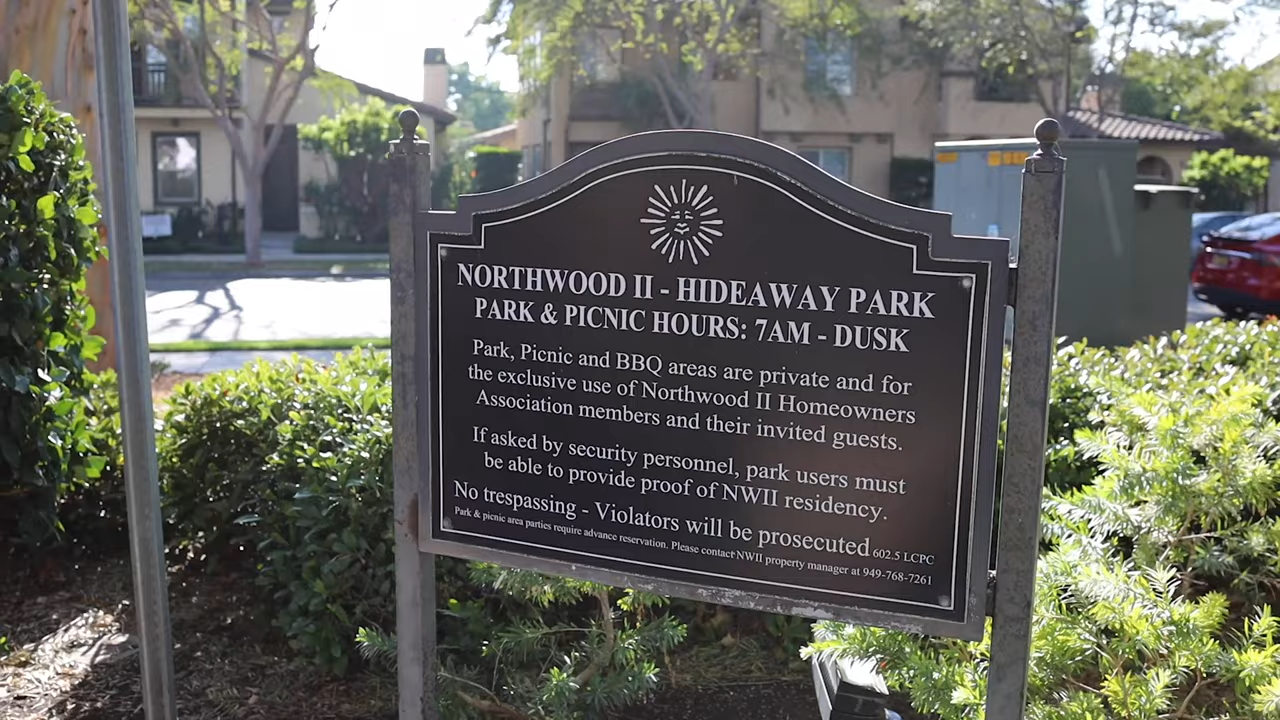 NORTHWOOD II - HIDEAWAY PARK
PARK & PICNIC HOURS: 7AM - DUSK
Park, Picnic and BBQ areas are private and for
the exclusive use of Northwood II Homeowners
Association members and their invited guests.
If asked by security personnel, park users must
be able to provide proof of NWII residency.
No trespassing - Violators will be prosecuted 602.5 LCPC
Park & picnic area parties require advance reservation. Please contact NWII property manager at 949-768-7261